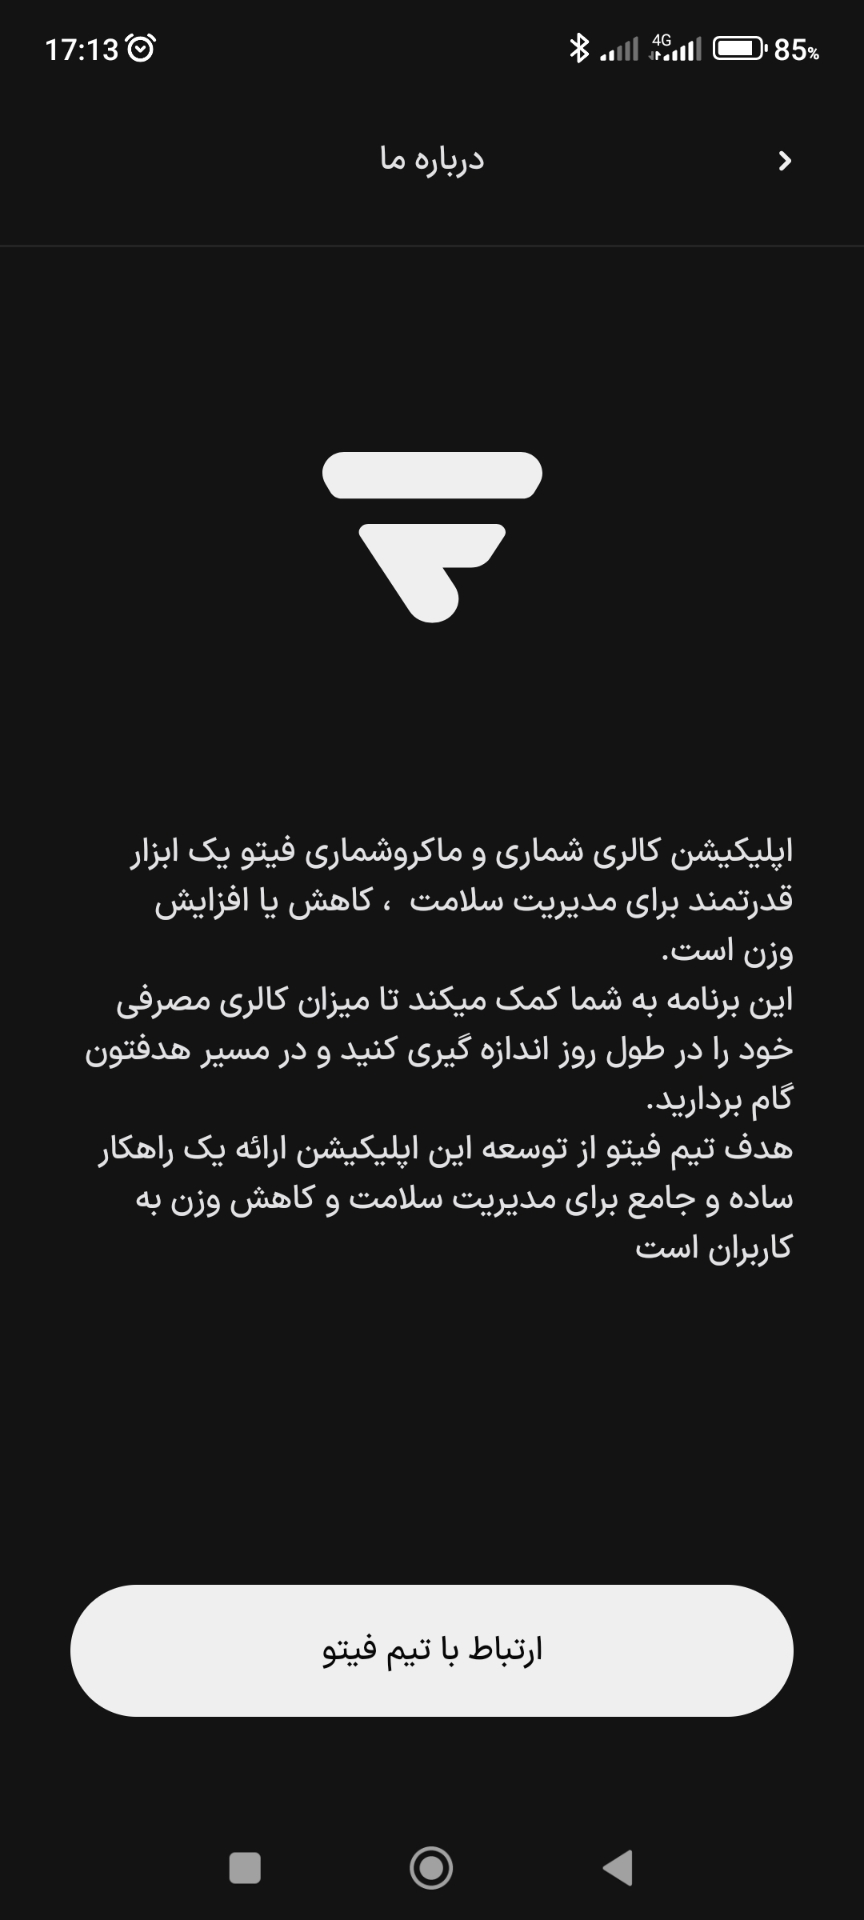 17:13
4G
85%
درباره ما
اپلیکیشن کالری شماری و ماکروشماری فیتو یک ابزار
قدرتمند برای مدیریت سلامت ، کاهش یا افزایش
وزن است.
این برنامه به شما کمک میکند تا میزان کالری مصرفی
خود را در طول روز اندازه گیری کنید و در مسیر هدفتون
گام بردارید.
هدف تیم فیتو از توسعه این اپلیکیشن ارائه یک راهکار
ساده و جامع برای مدیریت سلامت و کاهش وزن به
کاربران است
ارتباط با تیم فیتو